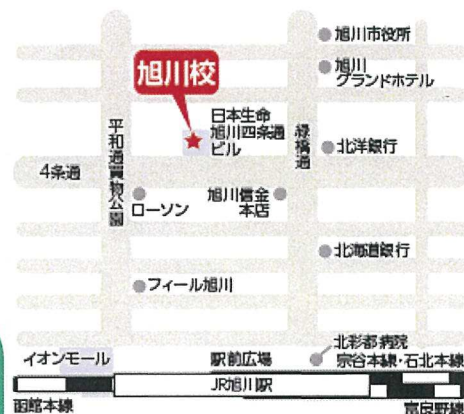 旭川市役所
旭川
グランドホテル
旭川校
日本生命
旭川四条通
ビル
平和通買物公園
緑橋通
北洋銀行
4条通
ローソン
旭川信金
本店
北海道銀行
フィール旭川
北彩都病院
イオンモール
駅前広場
宗谷本線・石北本線
JR旭川駅
函館本線
富良野線